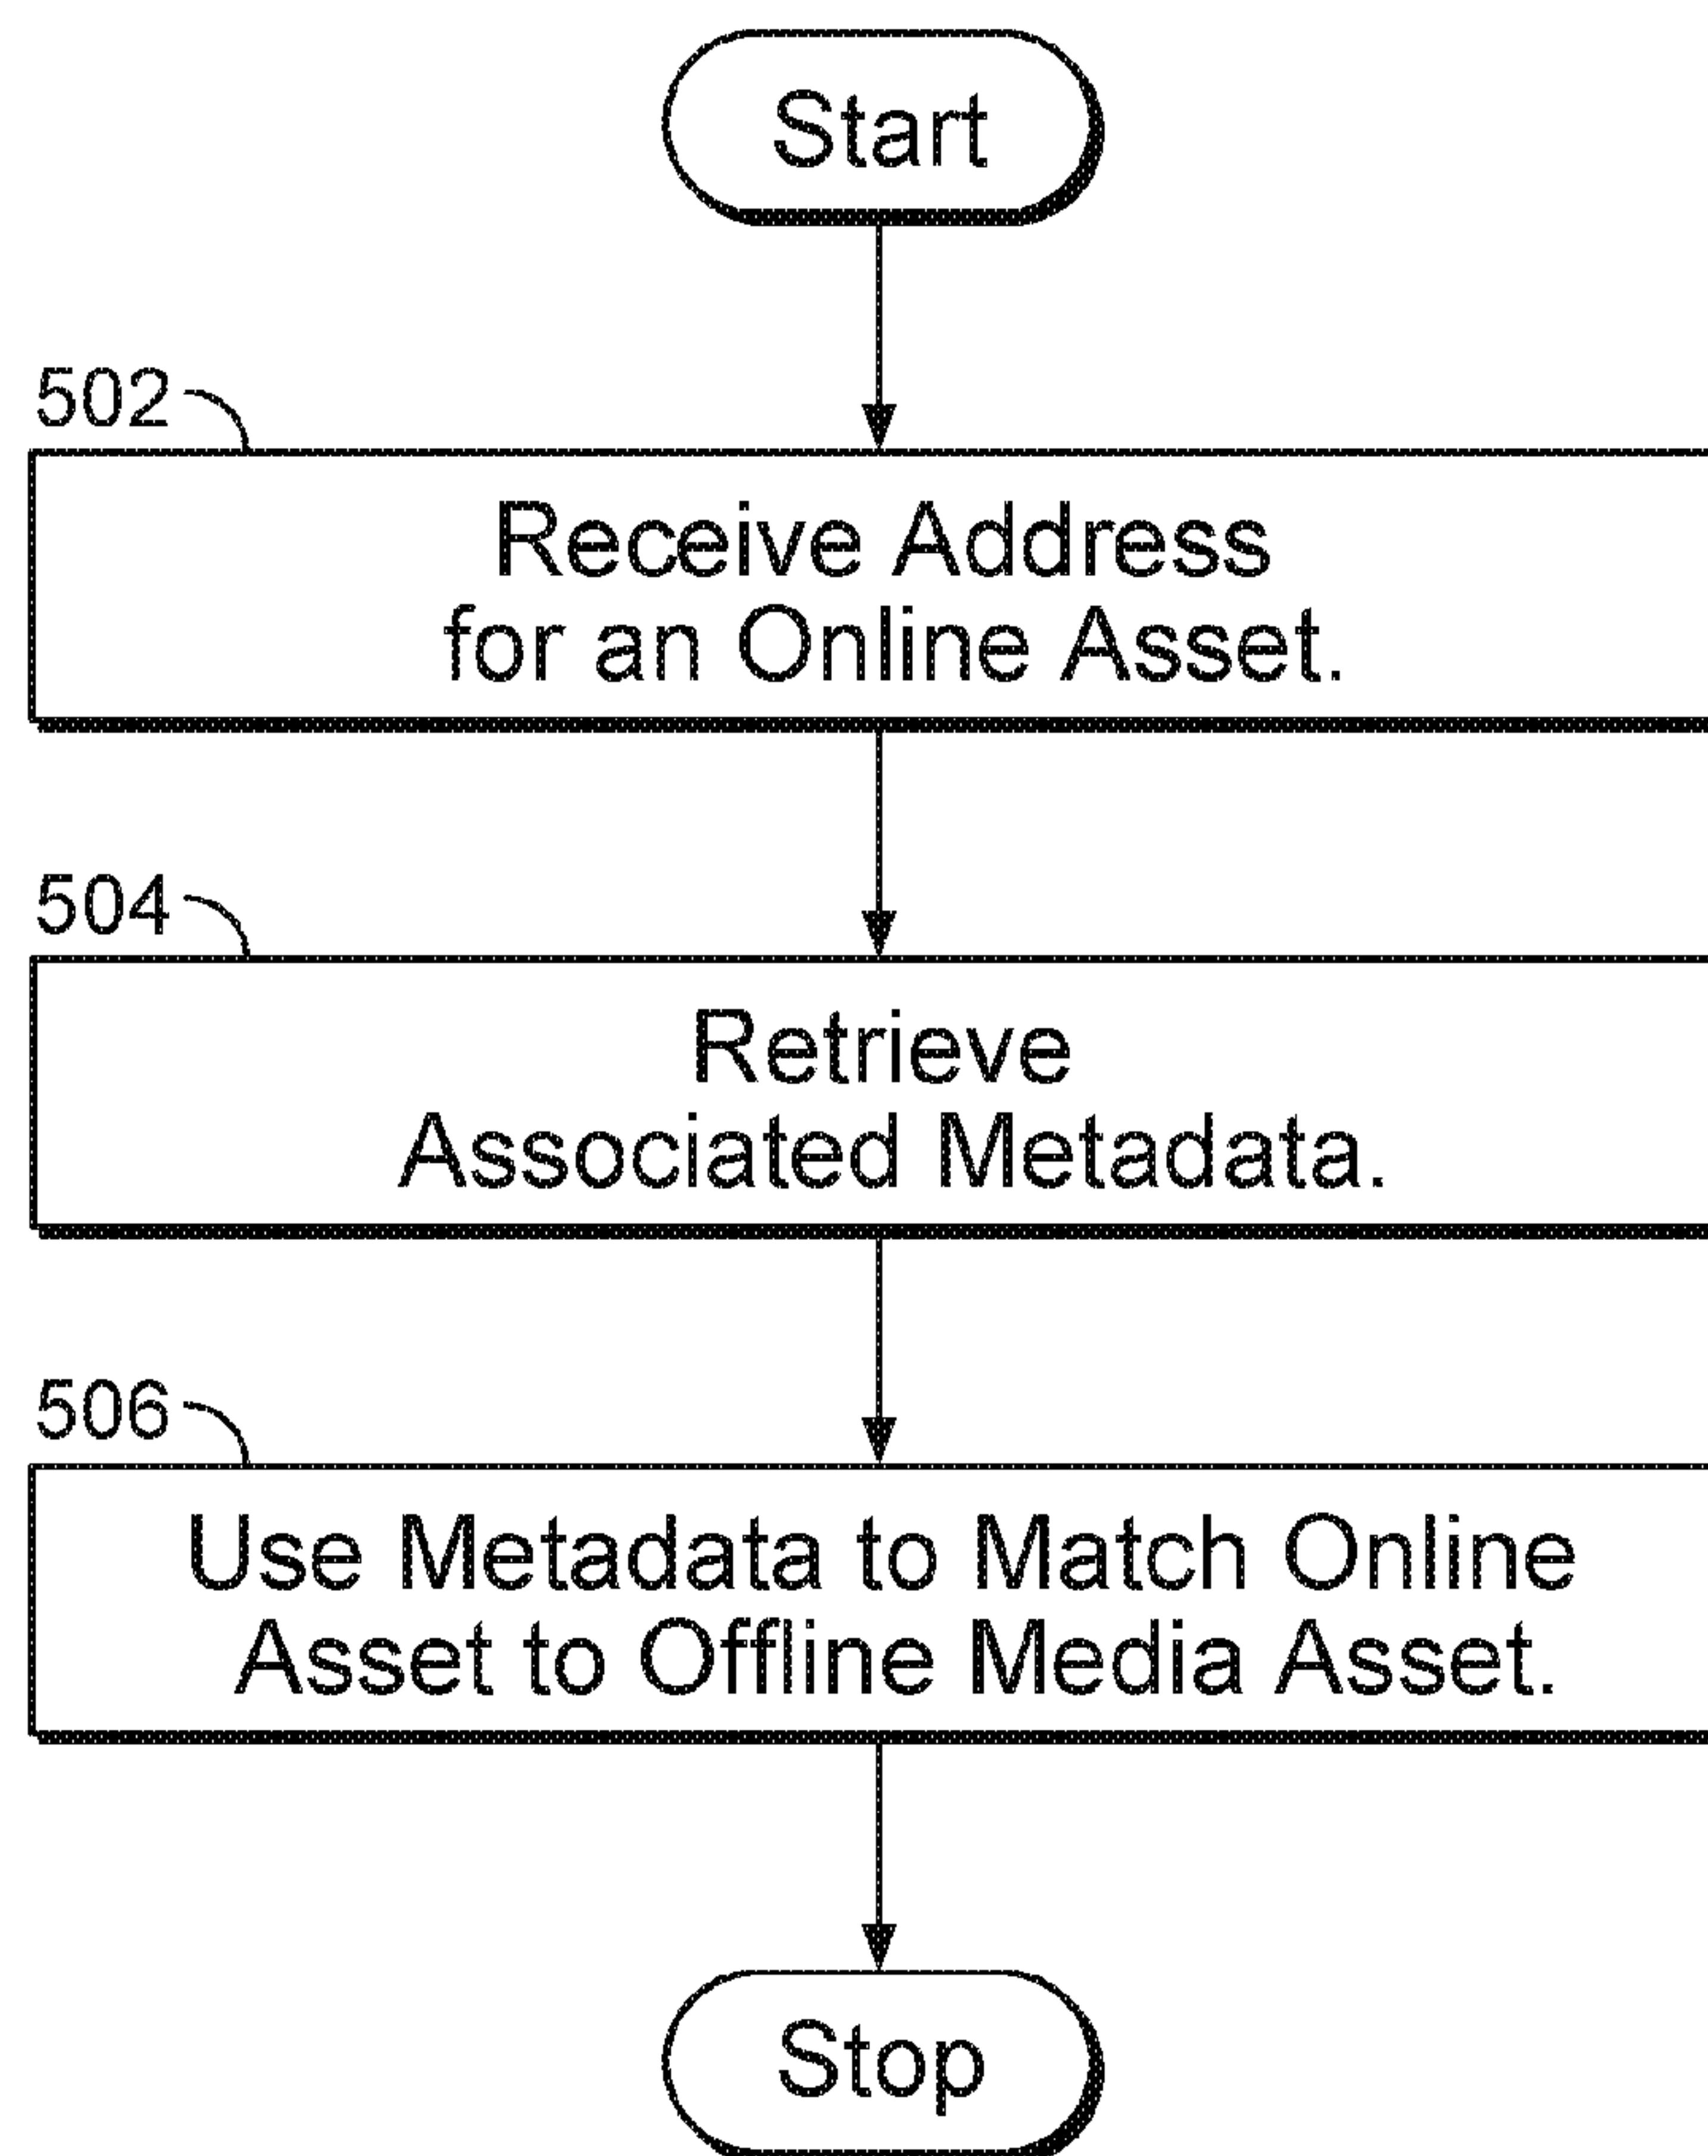 Start
502
Receive Address
for an Online Asset.
504
Retrieve
Associated Metadata.
506
Use Metadata to Match Online
Asset to Offline Media Asset.
Stop